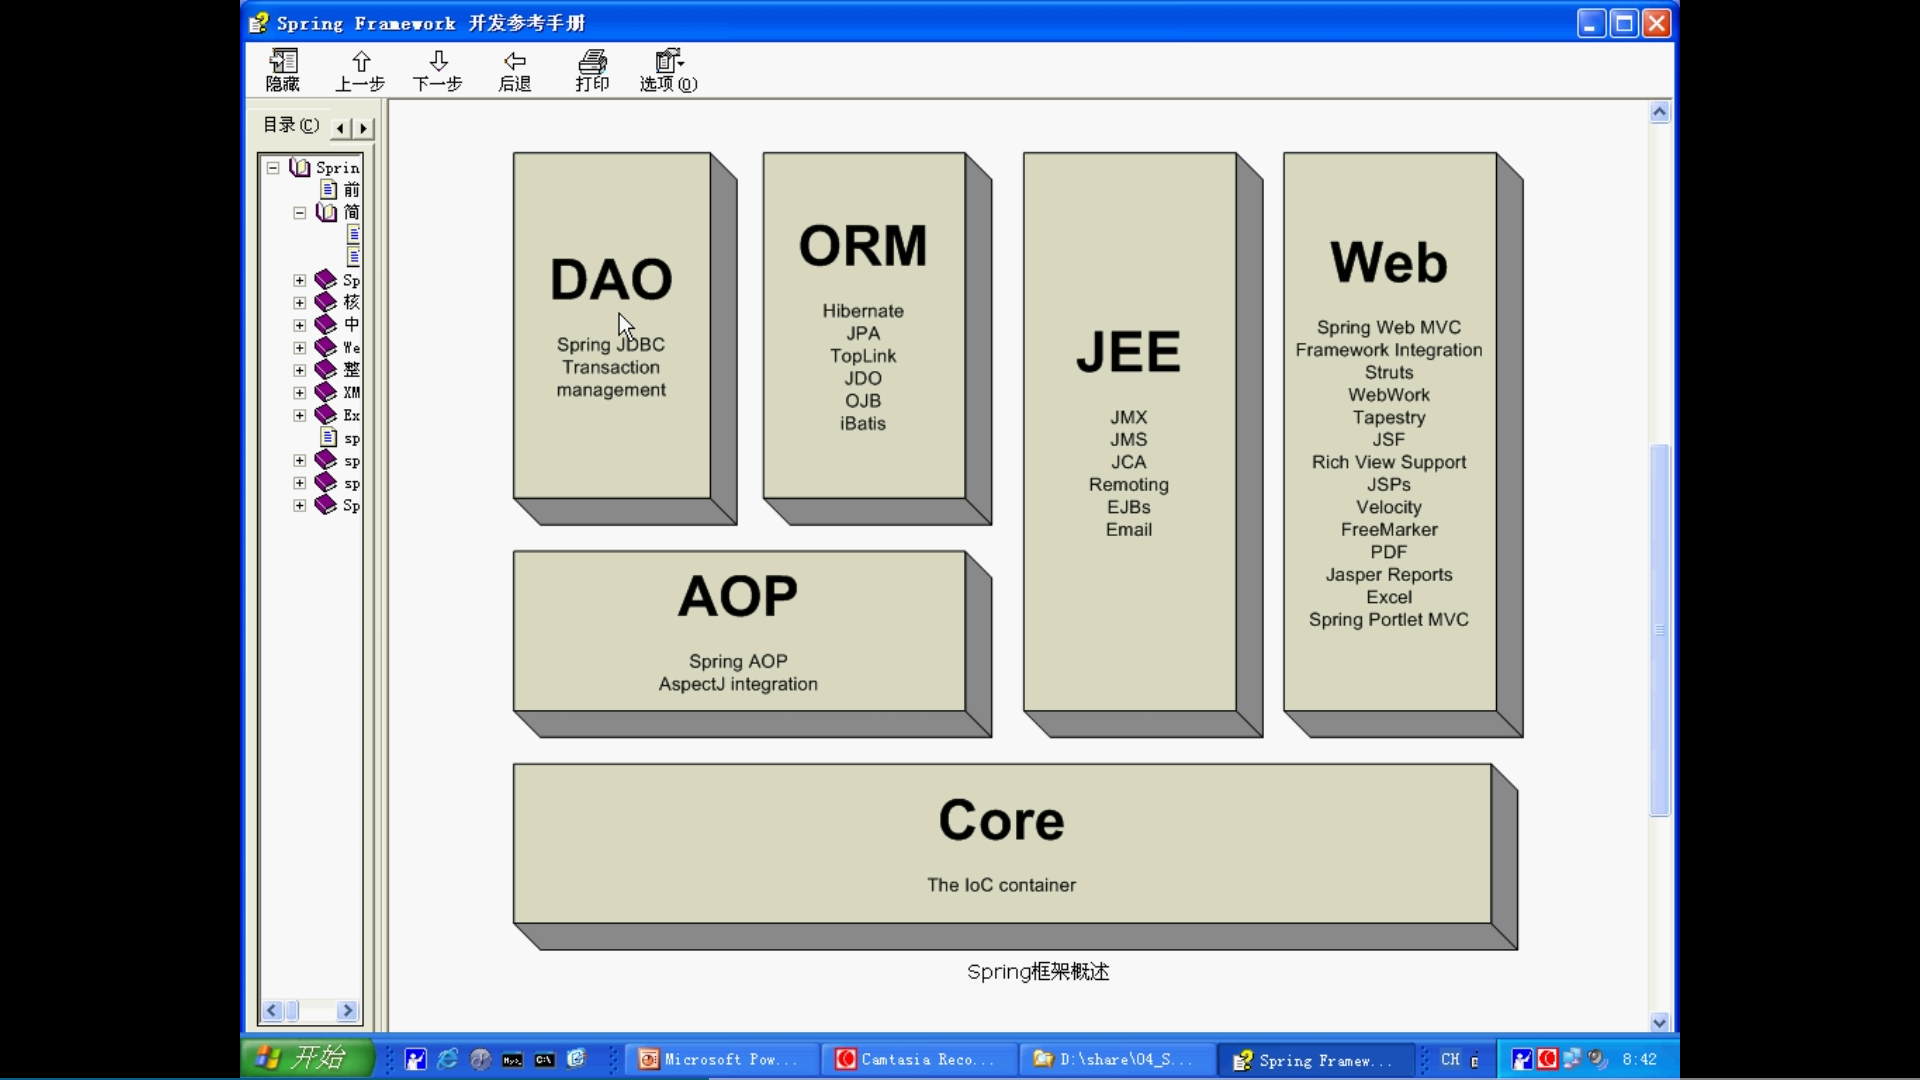 Spring Framework 开发参考手册
隐藏
上一步
下一步
后退
打印
选项(O)
目录(C)
Sprin
前
简
Sp
核
中
We
整
XM
Ex
sp
sp
sp
Sp
DAO
Spring JDBC
Transaction
management
ORM
Hibernate
JPA
TopLink
JDO
OJB
iBatis
JEE
JMX
JMS
JCA
Remoting
EJBs
Email
Web
Spring Web MVC
Framework Integration
Struts
WebWork
Tapestry
JSF
Rich View Support
JSPs
Velocity
FreeMarker
PDF
Jasper Reports
Excel
Spring Portlet MVC
AOP
Spring AOP
AspectJ integration
Core
The IoC container
Spring框架概述
开始
Microsoft Pow...
Camtasia Reco...
D:\share\04_S...
Spring Framew...
CH
8:42